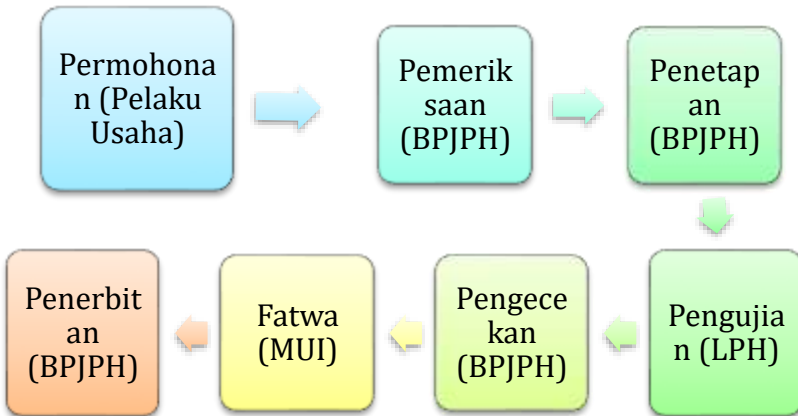 Permohona
n (Pelaku
Usaha)
Pemerik
saan
(BPJPH)
Penetap
an
(BPJPH)
Pengujia
n (LPH)
Pengece
kan
(BPJPH)
Fatwa
(MUI)
Penerbit
an
(BPJPH)